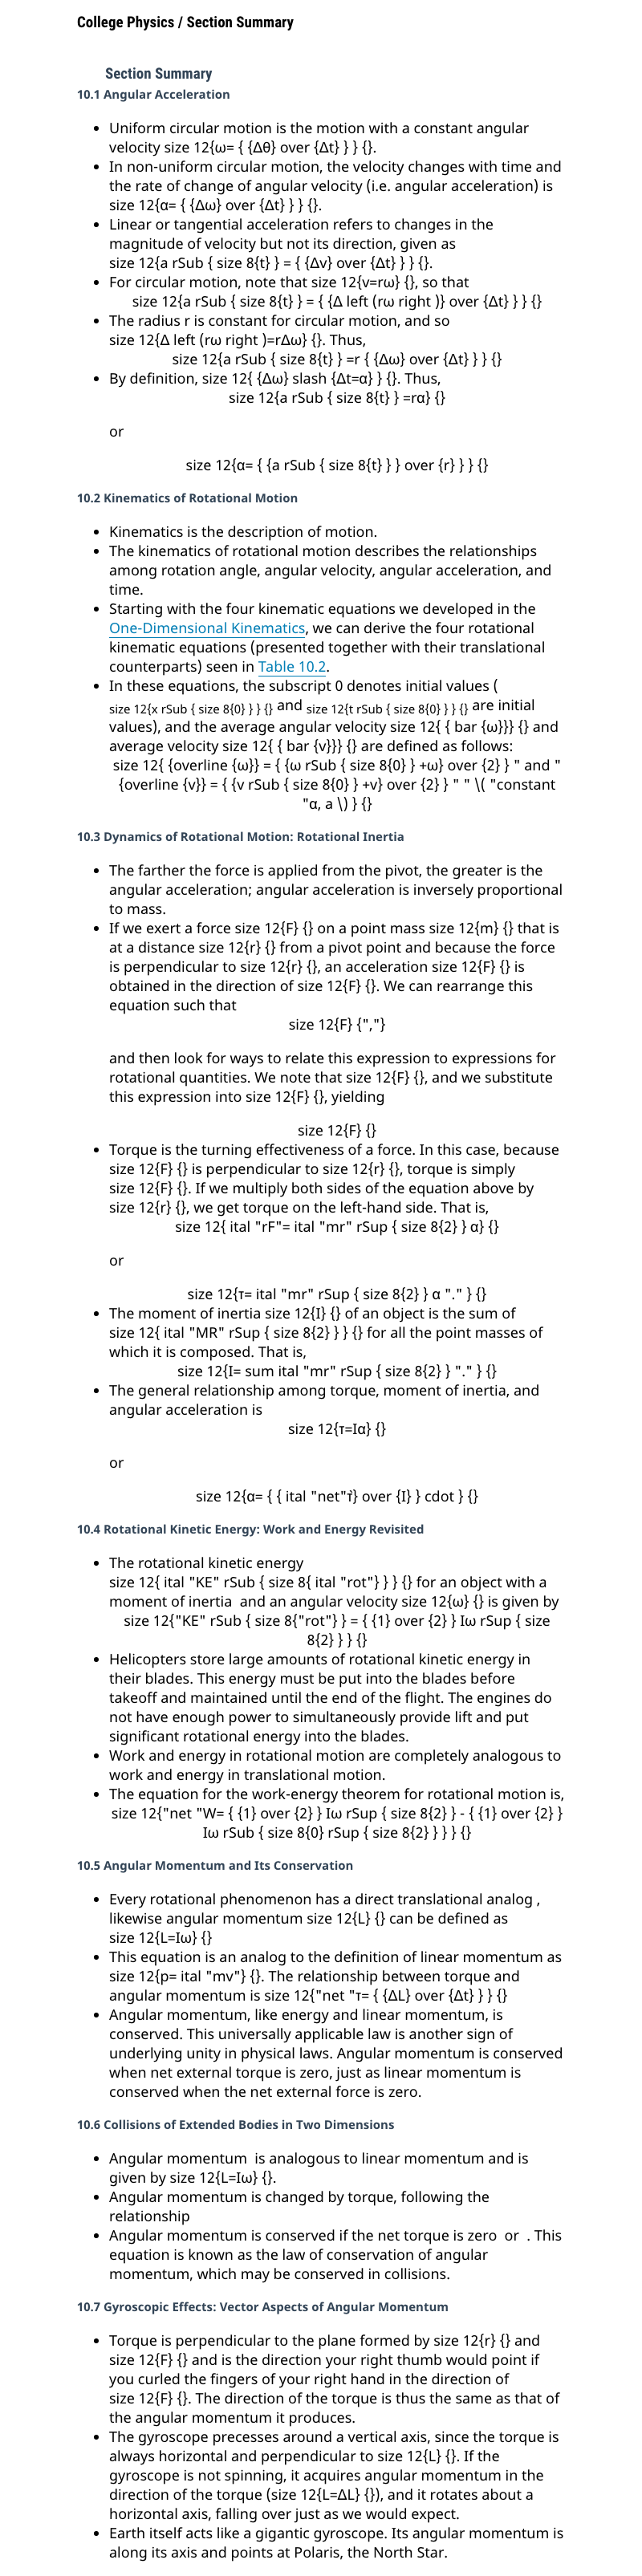 College Physics / Section Summary
Section Summary
10.1 Angular Acceleration
• Uniform circular motion is the motion with a constant angular
velocity size 12{ω= { {Δθ} over {Δt} } } {}.
• In non-uniform circular motion, the velocity changes with time and
the rate of change of angular velocity (i.e. angular acceleration) is
size 12{α= { {Δω} over {Δt} } } {}.
• Linear or tangential acceleration refers to changes in the
magnitude of velocity but not its direction, given as
size 12{a rSub { size 8{t} } = { {Δv} over {Δt} } } {}.
• For circular motion, note that size 12{v=rω} {}, so that
size 12{a rSub { size 8{t} } = { {Δ left (rω right )} over {Δt} } } {}
• The radius r is constant for circular motion, and so
size 12{Δ left (rω right )=rΔω} {}. Thus,
size 12{a rSub { size 8{t} } =r { {Δω} over {Δt} } } {}
• By definition, size 12{ {Δω} slash {Δt=α} } {}. Thus,
size 12{a rSub { size 8{t} } =rα} {}
or
size 12{α= { {a rSub { size 8{t} } } over {r} } } {}
10.2 Kinematics of Rotational Motion
• Kinematics is the description of motion.
• The kinematics of rotational motion describes the relationships
among rotation angle, angular velocity, angular acceleration, and
time.
• Starting with the four kinematic equations we developed in the
One-Dimensional Kinematics, we can derive the four rotational
kinematic equations (presented together with their translational
counterparts) seen in Table 10.2.
• In these equations, the subscript 0 denotes initial values (
size 12{x rSub { size 8{0} } } {} and size 12{t rSub { size 8{0} } } {} are initial
values), and the average angular velocity size 12{ { bar {ω}}} {} and
average velocity size 12{ { bar {v}}} {} are defined as follows:
size 12{ {overline {ω}} = { {ω rSub { size 8{0} } +ω} over {2} } " and "
{overline {v}} = { {v rSub { size 8{0} } +v} over {2} } " " \( "constant
"α, a \) } {}
10.3 Dynamics of Rotational Motion: Rotational Inertia
• The farther the force is applied from the pivot, the greater is the
angular acceleration; angular acceleration is inversely proportional
to mass.
• If we exert a force size 12{F} {} on a point mass size 12{m} {} that is
at a distance size 12{r} {} from a pivot point and because the force
is perpendicular to size 12{r} {}, an acceleration size 12{F} {} is
obtained in the direction of size 12{F} {}. We can rearrange this
equation such that
size 12{F} {","}
and then look for ways to relate this expression to expressions for
rotational quantities. We note that size 12{F} {}, and we substitute
this expression into size 12{F} {}, yielding
size 12{F} {}
• Torque is the turning effectiveness of a force. In this case, because
size 12{F} {} is perpendicular to size 12{r} {}, torque is simply
size 12{F} {}. If we multiply both sides of the equation above by
size 12{r} {}, we get torque on the left-hand side. That is,
size 12{ ital "rF"= ital "mr" rSup { size 8{2} } α} {}
or
size 12{τ= ital "mr" rSup { size 8{2} } α "." } {}
• The moment of inertia size 12{I} {} of an object is the sum of
size 12{ ital "MR" rSup { size 8{2} } } {} for all the point masses of
which it is composed. That is,
size 12{I= sum ital "mr" rSup { size 8{2} } "." } {}
• The general relationship among torque, moment of inertia, and
angular acceleration is
size 12{τ=Iα} {}
or
size 12{α= { { ital "net"τ̀} over {I} } cdot } {}
10.4 Rotational Kinetic Energy: Work and Energy Revisited
• The rotational kinetic energy
size 12{ ital "KE" rSub { size 8{ ital "rot"} } } {} for an object with a
moment of inertia  and an angular velocity size 12{ω} {} is given by
size 12{"KE" rSub { size 8{"rot"} } = { {1} over {2} } Iω rSup { size
8{2} } } {}
• Helicopters store large amounts of rotational kinetic energy in
their blades. This energy must be put into the blades before
takeoff and maintained until the end of the flight. The engines do
not have enough power to simultaneously provide lift and put
significant rotational energy into the blades.
• Work and energy in rotational motion are completely analogous to
work and energy in translational motion.
• The equation for the work-energy theorem for rotational motion is,
size 12{"net "W= { {1} over {2} } Iω rSup { size 8{2} } - { {1} over {2} }
Iω rSub { size 8{0} rSup { size 8{2} } } } {}
10.5 Angular Momentum and Its Conservation
• Every rotational phenomenon has a direct translational analog ,
likewise angular momentum size 12{L} {} can be defined as
size 12{L=Iω} {}
• This equation is an analog to the definition of linear momentum as
size 12{p= ital "mv"} {}. The relationship between torque and
angular momentum is size 12{"net "τ= { {ΔL} over {Δt} } } {}
• Angular momentum, like energy and linear momentum, is
conserved. This universally applicable law is another sign of
underlying unity in physical laws. Angular momentum is conserved
when net external torque is zero, just as linear momentum is
conserved when the net external force is zero.
10.6 Collisions of Extended Bodies in Two Dimensions
• Angular momentum  is analogous to linear momentum and is
given by size 12{L=Iω} {}.
• Angular momentum is changed by torque, following the
relationship
• Angular momentum is conserved if the net torque is zero  or  . This
equation is known as the law of conservation of angular
momentum, which may be conserved in collisions.
10.7 Gyroscopic Effects: Vector Aspects of Angular Momentum
• Torque is perpendicular to the plane formed by size 12{r} {} and
size 12{F} {} and is the direction your right thumb would point if
you curled the fingers of your right hand in the direction of
size 12{F} {}. The direction of the torque is thus the same as that of
the angular momentum it produces.
• The gyroscope precesses around a vertical axis, since the torque is
always horizontal and perpendicular to size 12{L} {}. If the
gyroscope is not spinning, it acquires angular momentum in the
direction of the torque (size 12{L=ΔL} {}), and it rotates about a
horizontal axis, falling over just as we would expect.
• Earth itself acts like a gigantic gyroscope. Its angular momentum is
along its axis and points at Polaris, the North Star.